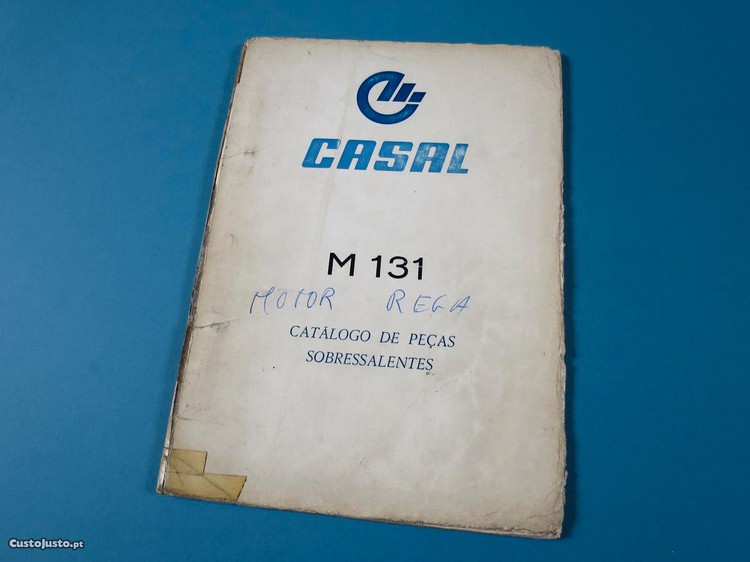 CASAL
M 131
MOTOR REGA
CATÁLOGO DE PEÇAS
SOBRESSALENTES
CustoJusto.pt